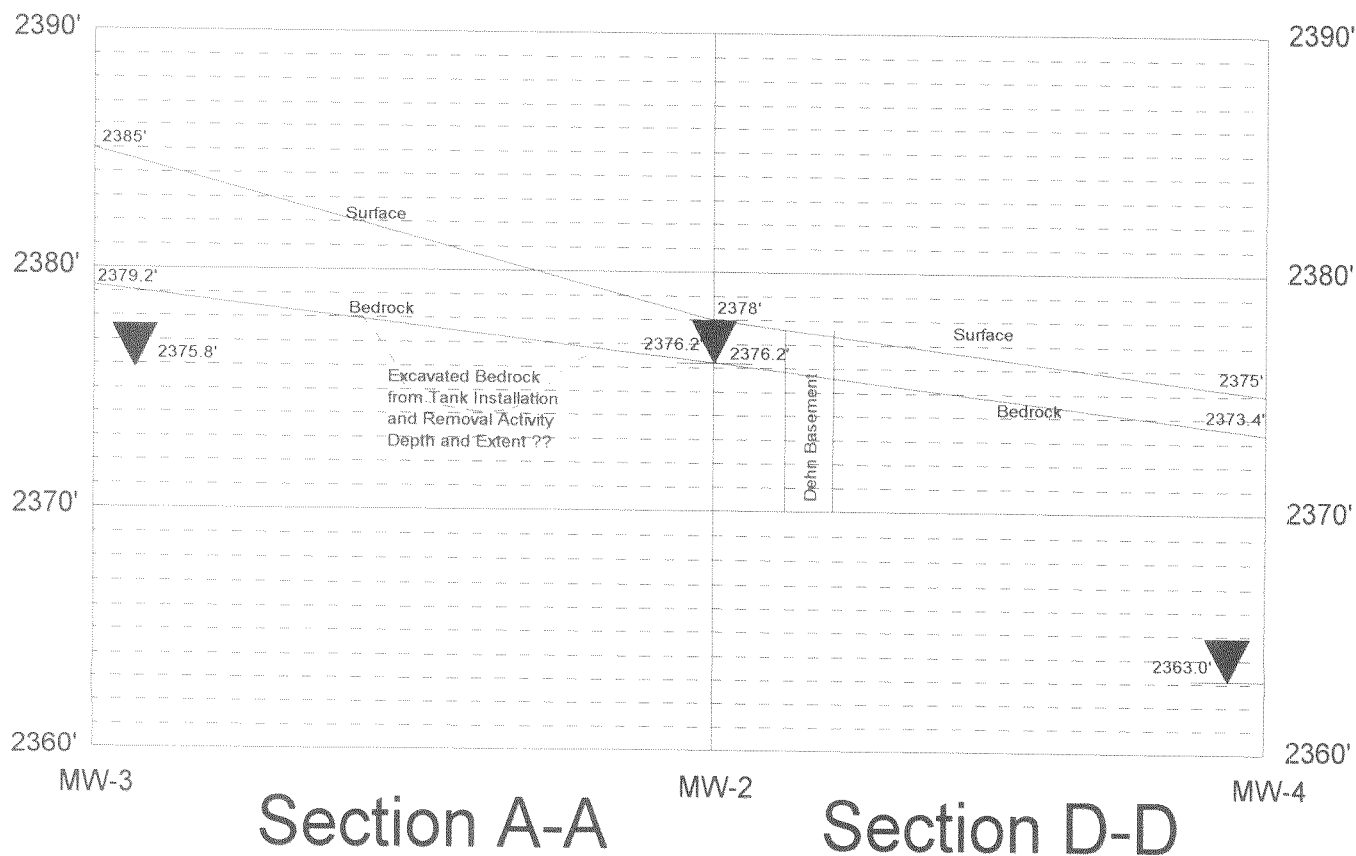 2390'
2390'
2385'
Surface
2380'
2380'
2379.2'
Bedrock
2378'
2375.8'
2376.2'
2376.2'
Surface
Excavated Bedrock
from Tank Installation
and Removal Activity
Depth and Extent ??
Dehn Basement
2375'
Bedrock
2373.4'
2370'
2370'
2363.0'
2360'
2360'
MW-3
MW-2
MW-4
Section A-A
Section D-D